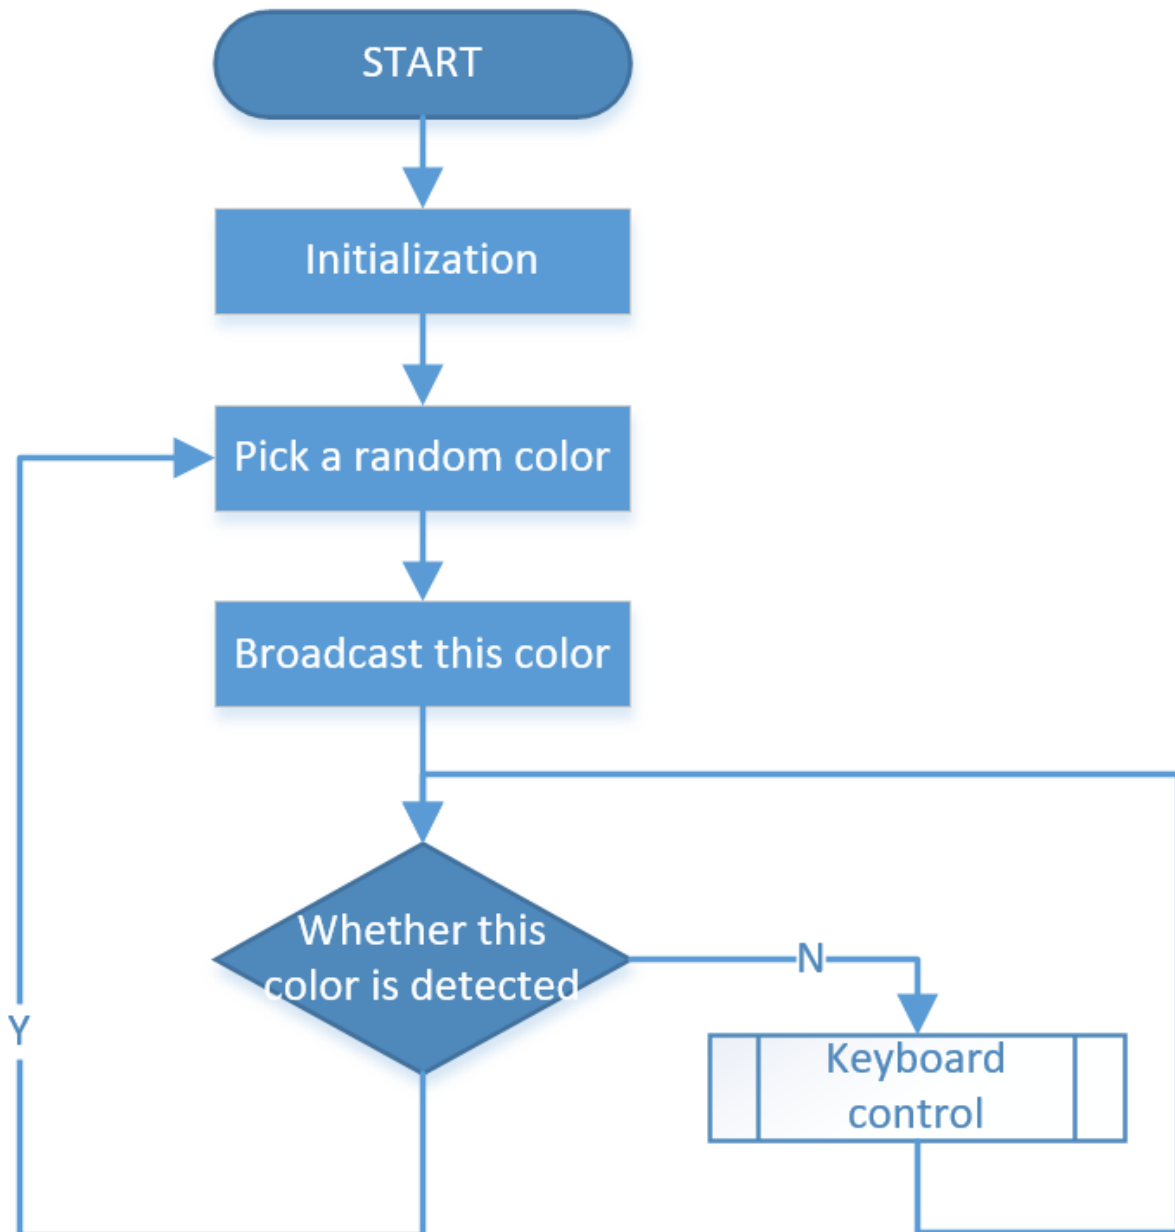 START
Initialization
Pick a random color
Broadcast this color
Whether this
color is detected
N
Y
Keyboard
control